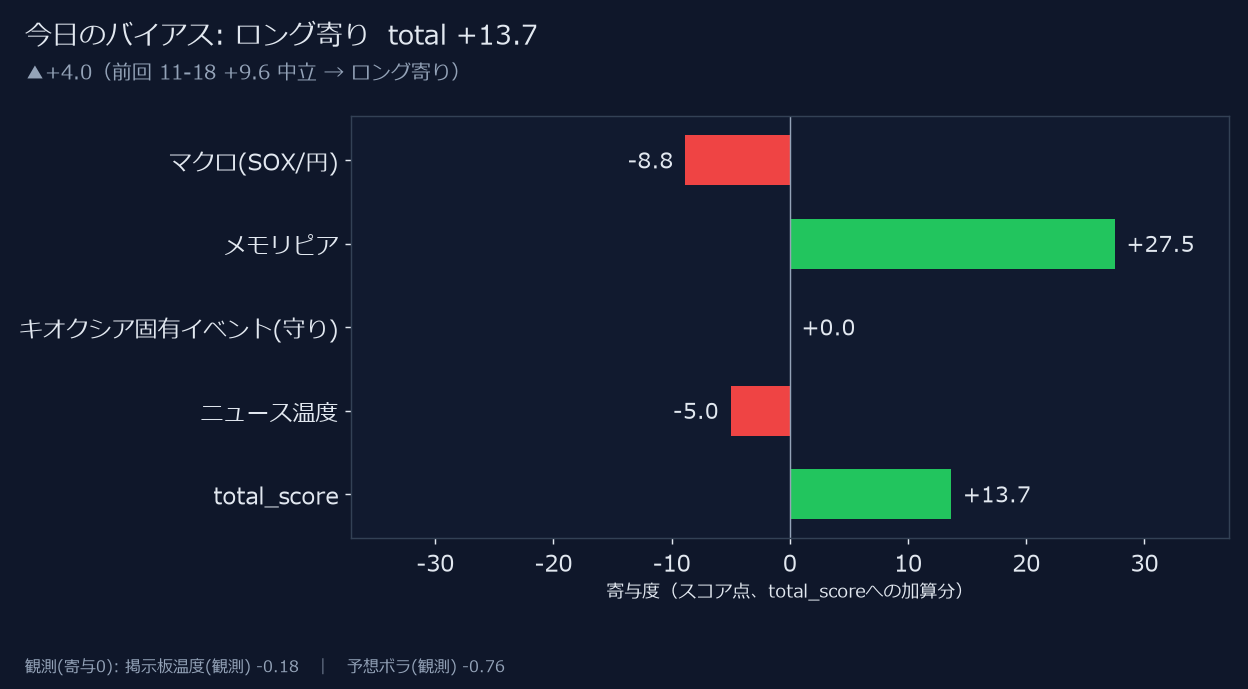 今日のバイアス: ロング寄り total +13.7
▲+4.0（前回 11-18 +9.6 中立 → ロング寄り）
マクロ(SOX/円)
-8.8
メモリピア
+27.5
キオクシア固有イベント(守り)
+0.0
ニュース温度
-5.0
total_score
+13.7
-30 -20 -10 0 10 20 30
寄与度（スコア点、total_scoreへの加算分）
観測(寄与0): 掲示板温度(観測) -0.18 | 予想ボラ(観測) -0.76